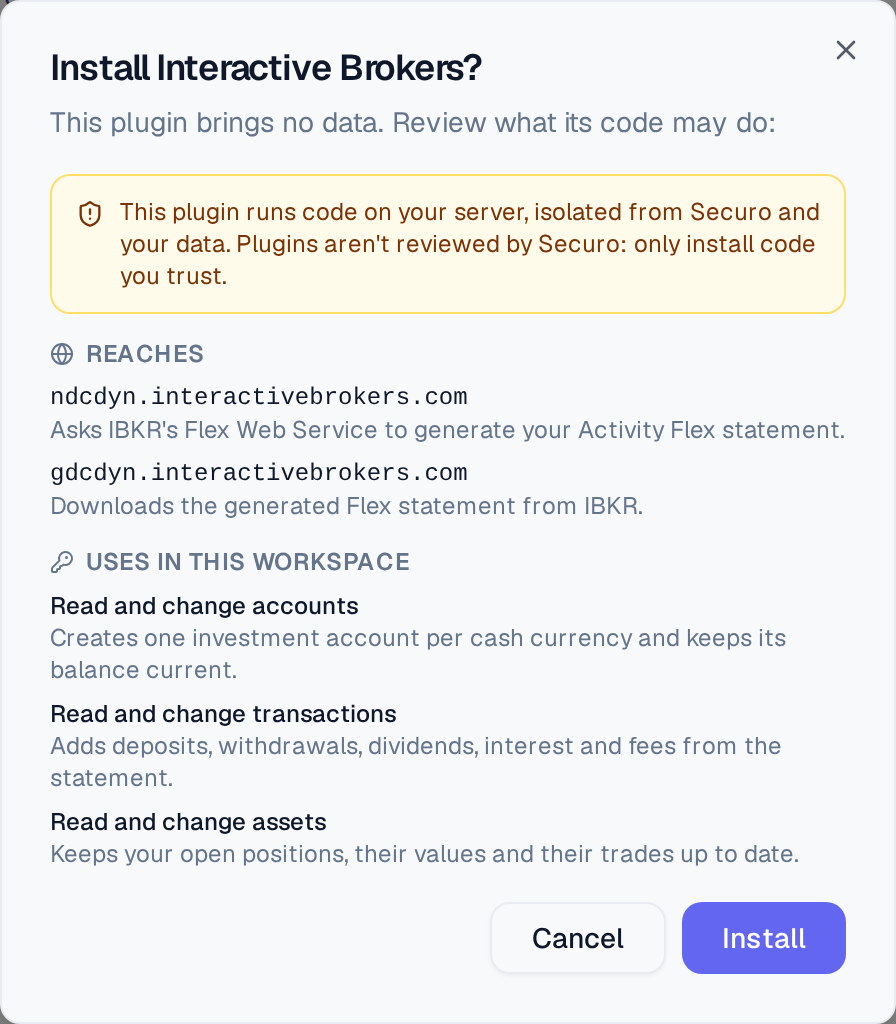 Install Interactive Brokers?
This plugin brings no data. Review what its code may do:
This plugin runs code on your server, isolated from Securo and
your data. Plugins aren't reviewed by Securo: only install code
you trust.
REACHES
ndcdyn.interactivebrokers.com
Asks IBKR's Flex Web Service to generate your Activity Flex statement.
gdcdyn.interactivebrokers.com
Downloads the generated Flex statement from IBKR.
USES IN THIS WORKSPACE
Read and change accounts
Creates one investment account per cash currency and keeps its
balance current.
Read and change transactions
Adds deposits, withdrawals, dividends, interest and fees from the
statement.
Read and change assets
Keeps your open positions, their values and their trades up to date.
Cancel
Install